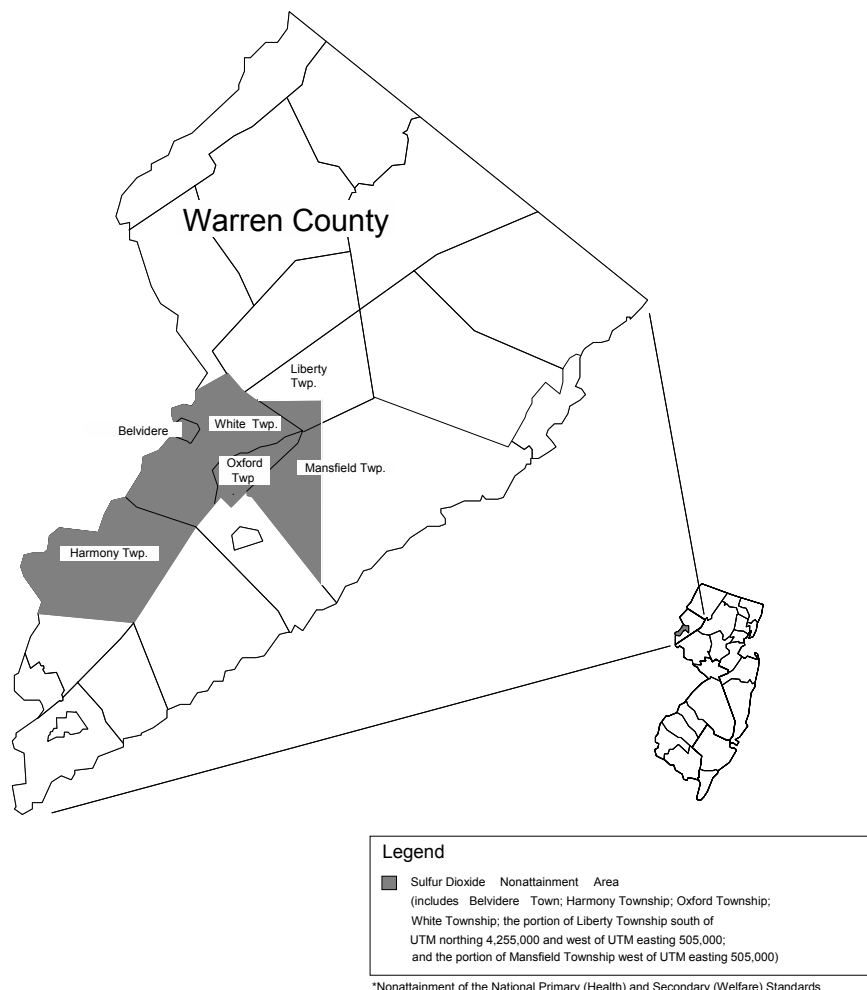 Warren County
Liberty
Twp.
Belvidere
White Twp.
Oxford
Twp
Mansfield Twp.
Harmony Twp.
Legend
Sulfur Dioxide Nonattainment Area
(includes Belvidere Town; Harmony Township; Oxford Township;
White Township; the portion of Liberty Township south of
UTM northing 4,255,000 and west of UTM easting 505,000;
and the portion of Mansfield Township west of UTM easting 505,000)
*Nonattainment of the National Primary (Health) and Secondary (Welfare) Standards